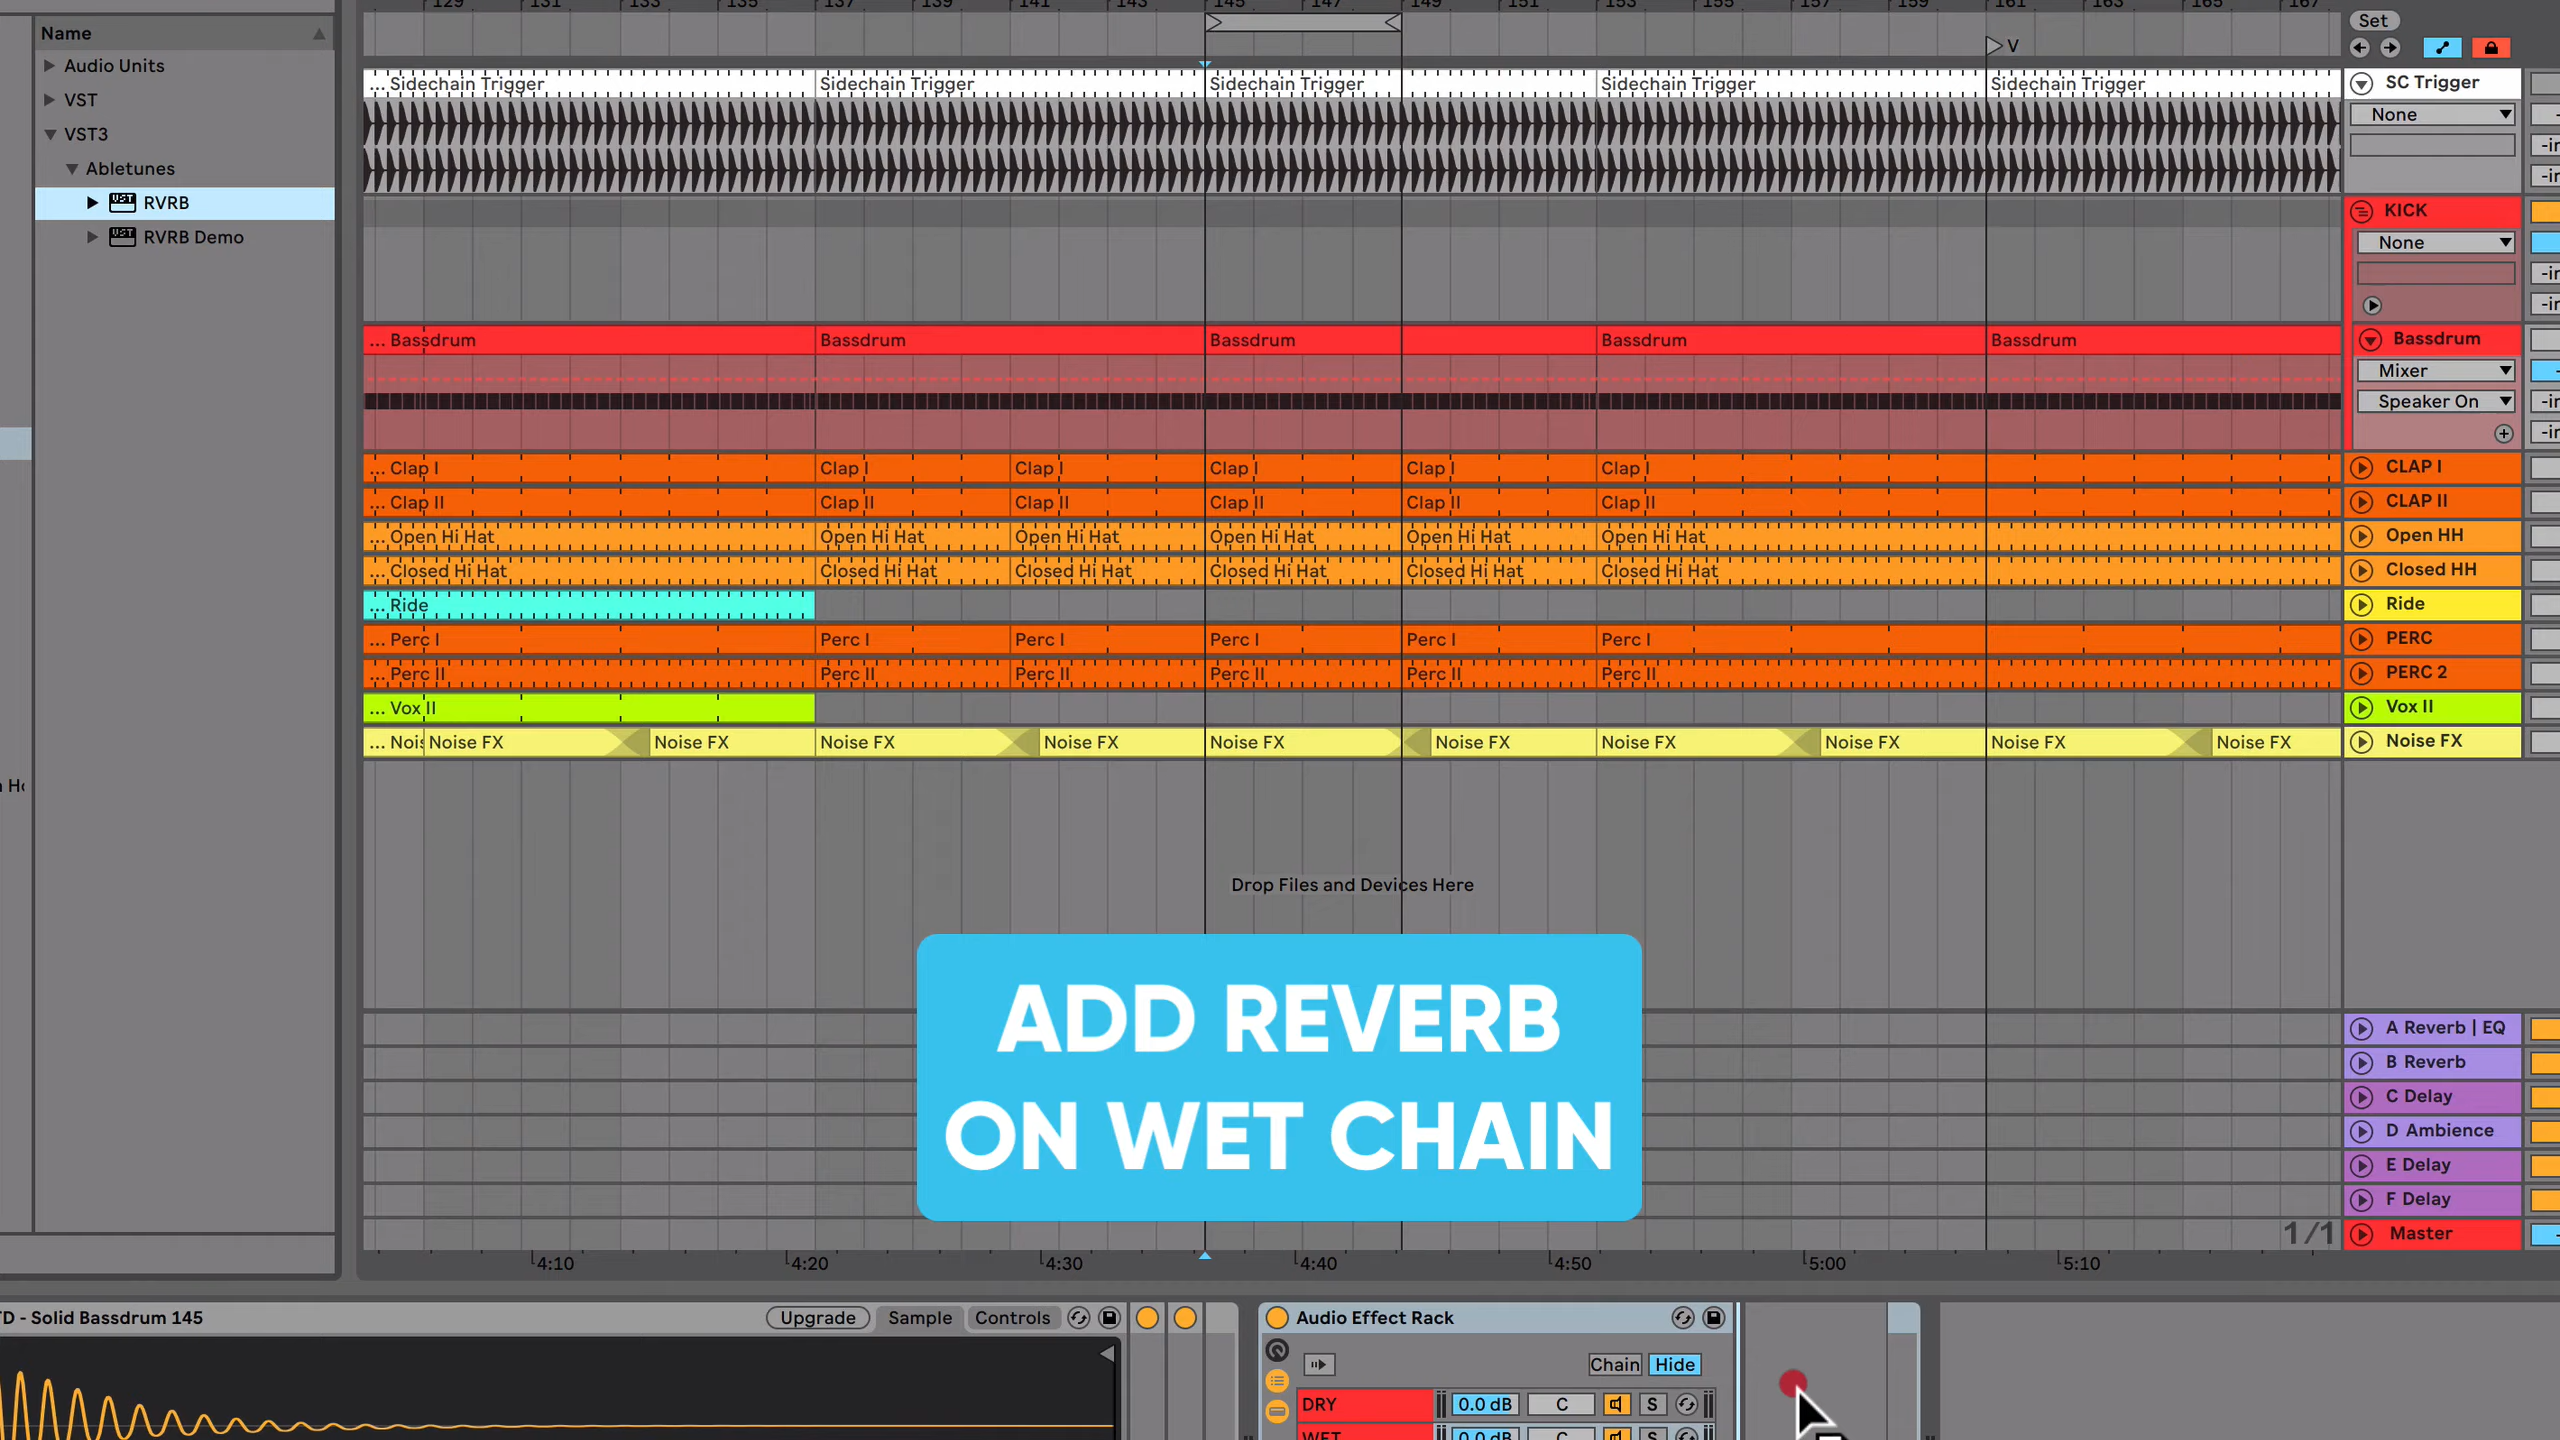 129 131 133 135 137 139 141 143 145 147 149 151 153 155 157 159 161 163 165 167
Set
V
Name
Audio Units
VST
VST3
Abletunes
RVRB
RVRB Demo
... Sidechain Trigger Sidechain Trigger Sidechain Trigger Sidechain Trigger Sidechain Trigger
SC Trigger
None
KICK
None
... Bassdrum Bassdrum Bassdrum Bassdrum Bassdrum
Bassdrum
Mixer
Speaker On
... Clap I Clap I Clap I Clap I Clap I Clap I
CLAP I
... Clap II Clap II Clap II Clap II Clap II Clap II
CLAP II
... Open Hi Hat Open Hi Hat Open Hi Hat Open Hi Hat Open Hi Hat Open Hi Hat
Open HH
... Closed Hi Hat Closed Hi Hat Closed Hi Hat Closed Hi Hat Closed Hi Hat Closed Hi Hat
Closed HH
... Ride
Ride
... Perc I Perc I Perc I Perc I Perc I Perc I
PERC
... Perc II Perc II Perc II Perc II Perc II Perc II
PERC 2
... Vox II
Vox II
... Nois Noise FX Noise FX Noise FX Noise FX Noise FX Noise FX Noise FX Noise FX Noise FX Noise FX
Noise FX
Drop Files and Devices Here
ADD REVERB
ON WET CHAIN
A Reverb | EQ
B Reverb
C Delay
D Ambience
E Delay
F Delay
1/1
Master
4:10 4:20 4:30 4:40 4:50 5:00 5:10
TD - Solid Bassdrum 145
Upgrade Sample Controls
Audio Effect Rack
Chain Hide
DRY 0.0 dB C S
WET 0.0 dB C S